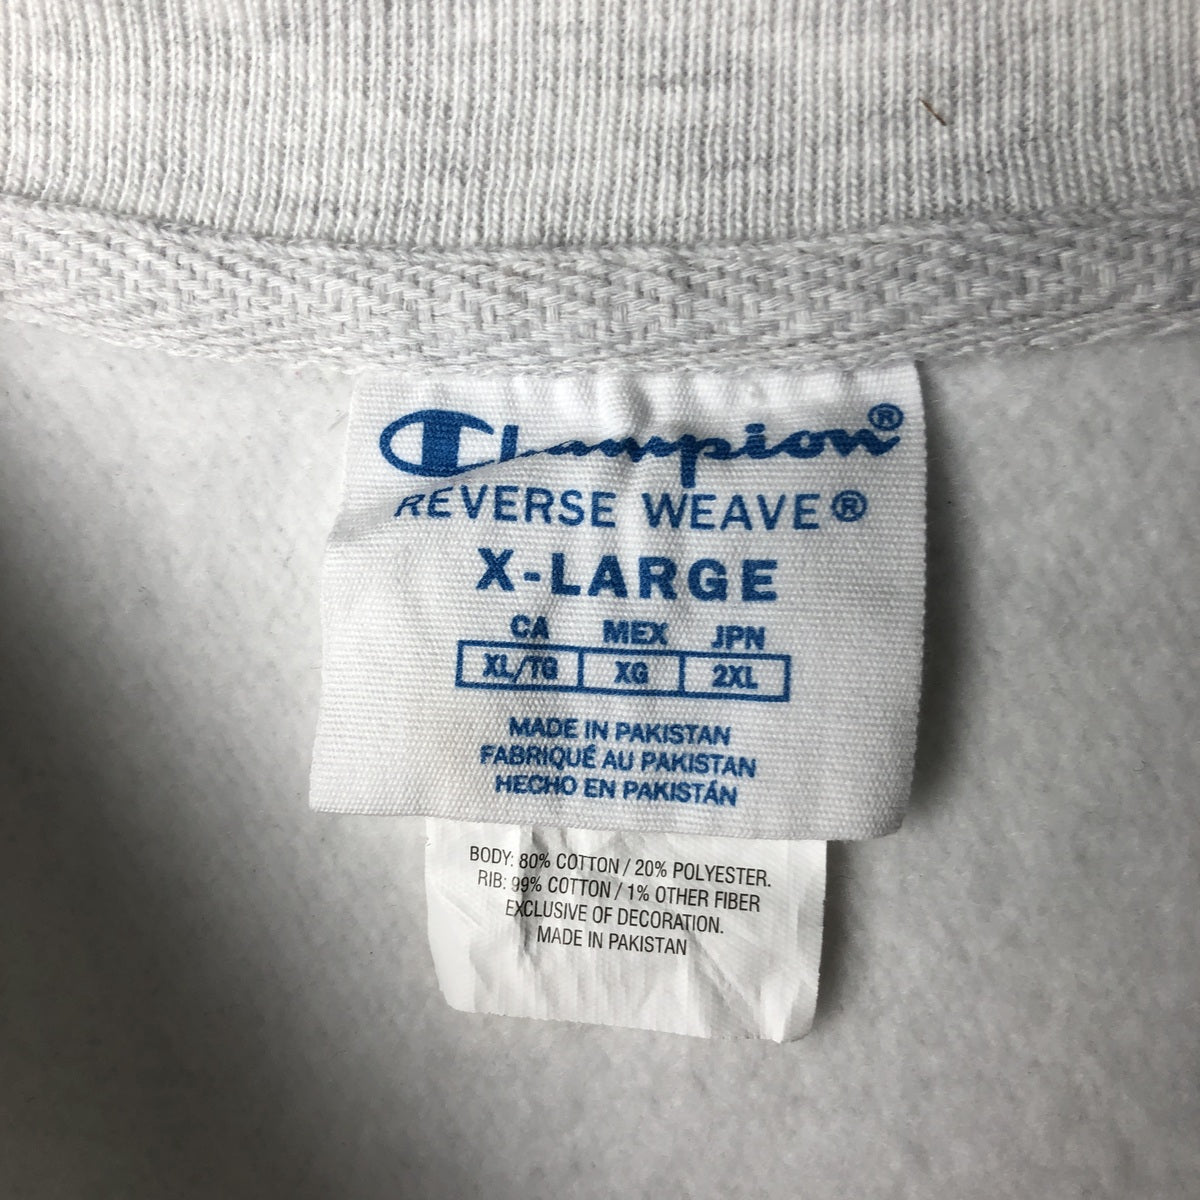 Champion®
REVERSE WEAVE®
X-LARGE
CA MEX JPN
XL/TG XG 2XL
MADE IN PAKISTAN
FABRIQUÉ AU PAKISTAN
HECHO EN PAKISTÁN
BODY: 80% COTTON / 20% POLYESTER.
RIB: 99% COTTON / 1% OTHER FIBER
EXCLUSIVE OF DECORATION.
MADE IN PAKISTAN